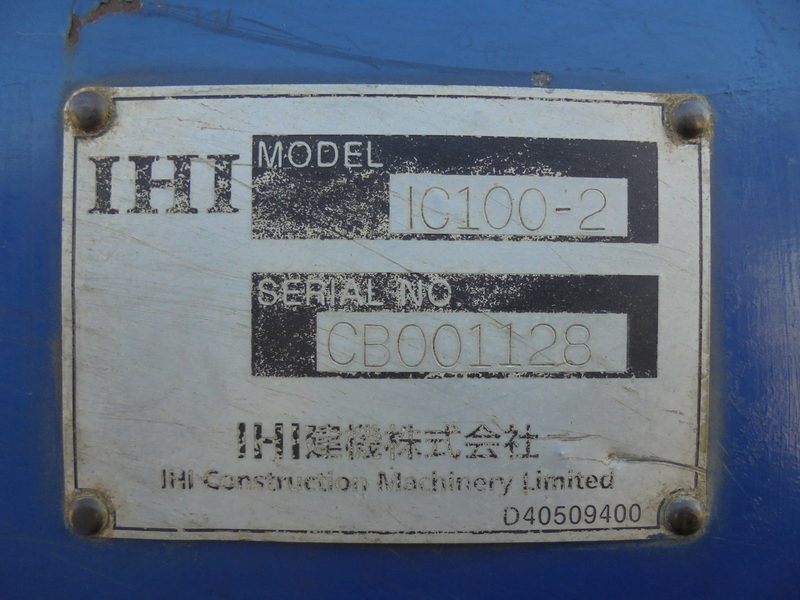 IHI
MODEL
IC100-2
SERIAL NO
CB001128
IHI建機株式会社
IHI Construction Machinery Limited
D40509400